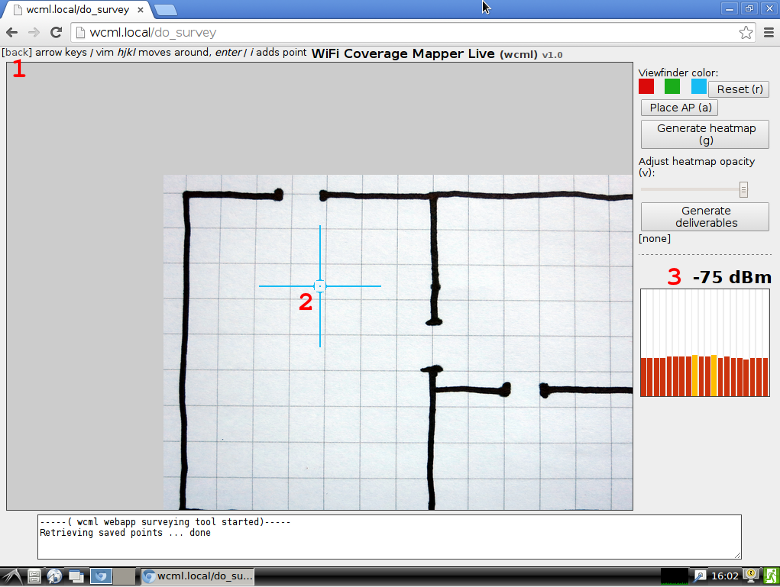 wcml.local/do_survey
wcml.local/do_survey
[back] arrow keys / vim hjkl moves around, enter / i adds point WiFi Coverage Mapper Live (wcml) v1.0
1
Viewfinder color:
Reset (r)
Place AP (a)
Generate heatmap
(g)
Adjust heatmap opacity
(v):
Generate
deliverables
[none]
2
3 -75 dBm
-----( wcml webapp surveying tool started)-----
Retrieving saved points ... done
wcml.local/do_su...
16:02